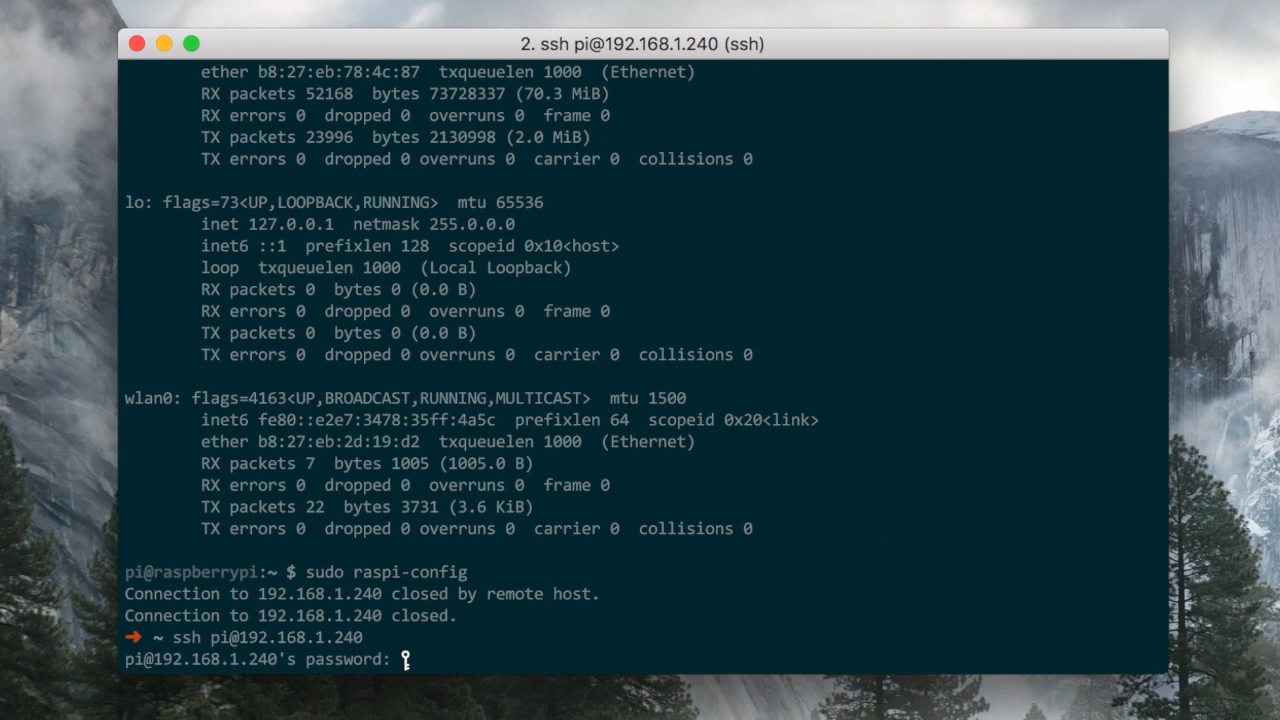 2. ssh pi@192.168.1.240 (ssh)
ether b8:27:eb:78:4c:87  txqueuelen 1000  (Ethernet)
RX packets 52168  bytes 73728337 (70.3 MiB)
RX errors 0  dropped 0  overruns 0  frame 0
TX packets 23996  bytes 2130998 (2.0 MiB)
TX errors 0  dropped 0 overruns 0  carrier 0  collisions 0
lo: flags=73<UP,LOOPBACK,RUNNING>  mtu 65536
inet 127.0.0.1  netmask 255.0.0.0
inet6 ::1  prefixlen 128  scopeid 0x10<host>
loop  txqueuelen 1000  (Local Loopback)
RX packets 0  bytes 0 (0.0 B)
RX errors 0  dropped 0  overruns 0  frame 0
TX packets 0  bytes 0 (0.0 B)
TX errors 0  dropped 0 overruns 0  carrier 0  collisions 0
wlan0: flags=4163<UP,BROADCAST,RUNNING,MULTICAST>  mtu 1500
inet6 fe80::e2e7:3478:35ff:4a5c  prefixlen 64  scopeid 0x20<link>
ether b8:27:eb:2d:19:d2  txqueuelen 1000  (Ethernet)
RX packets 7  bytes 1005 (1005.0 B)
RX errors 0  dropped 0  overruns 0  frame 0
TX packets 22  bytes 3731 (3.6 KiB)
TX errors 0  dropped 0 overruns 0  carrier 0  collisions 0
pi@raspberrypi:~ $ sudo raspi-config
Connection to 192.168.1.240 closed by remote host.
Connection to 192.168.1.240 closed.
➜ ~ ssh pi@192.168.1.240
pi@192.168.1.240's password: